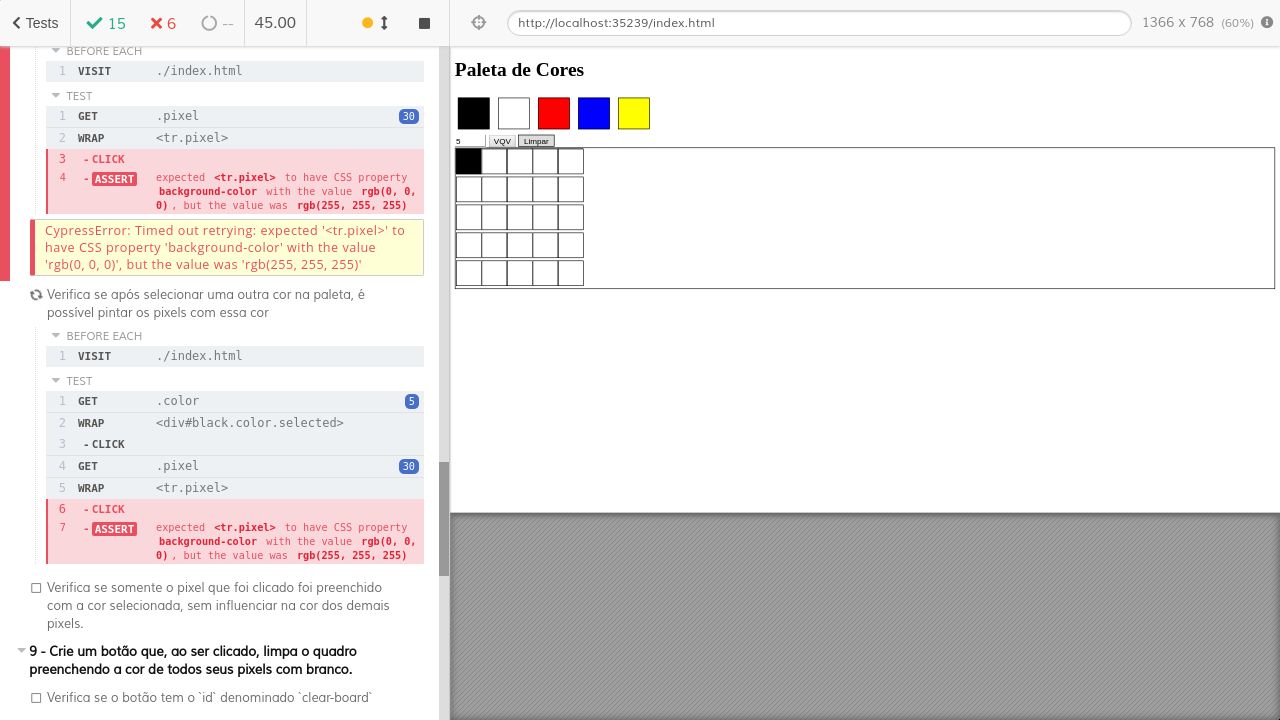 Tests
15
6
--
45.00
http://localhost:35239/index.html
1366 x 768 (60%)
BEFORE EACH
1 VISIT ./index.html
TEST
1 GET .pixel 30
2 WRAP <tr.pixel>
3 - CLICK
4 - ASSERT expected <tr.pixel> to have CSS property
background-color with the value rgb(0, 0,
0) , but the value was rgb(255, 255, 255)
CypressError: Timed out retrying: expected '<tr.pixel>' to
have CSS property 'background-color' with the value
'rgb(0, 0, 0)', but the value was 'rgb(255, 255, 255)'
Verifica se após selecionar uma outra cor na paleta, é
possível pintar os pixels com essa cor
BEFORE EACH
1 VISIT ./index.html
TEST
1 GET .color 5
2 WRAP <div#black.color.selected>
3 - CLICK
4 GET .pixel 30
5 WRAP <tr.pixel>
6 - CLICK
7 - ASSERT expected <tr.pixel> to have CSS property
background-color with the value rgb(0, 0,
0) , but the value was rgb(255, 255, 255)
Verifica se somente o pixel que foi clicado foi preenchido
com a cor selecionada, sem influenciar na cor dos demais
pixels.
9 - Crie um botão que, ao ser clicado, limpa o quadro
preenchendo a cor de todos seus pixels com branco.
Verifica se o botão tem o `id` denominado `clear-board`
Paleta de Cores
5 VQV Limpar